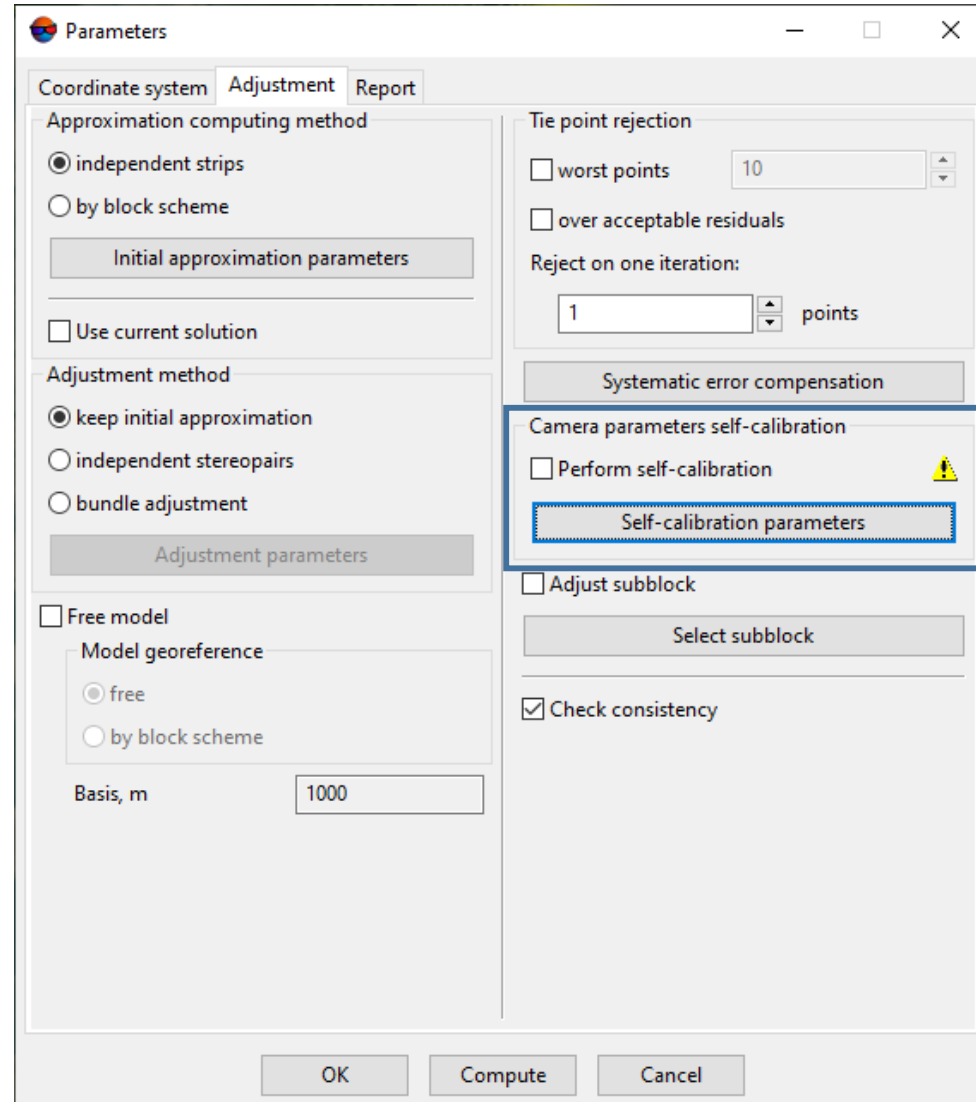 Parameters
Coordinate system Adjustment Report
Approximation computing method
independent strips
by block scheme
Initial approximation parameters
Use current solution
Adjustment method
keep initial approximation
independent stereopairs
bundle adjustment
Adjustment parameters
Free model
Model georeference
free
by block scheme
Basis, m 1000
Tie point rejection
worst points 10
over acceptable residuals
Reject on one iteration:
1 points
Systematic error compensation
Camera parameters self-calibration
Perform self-calibration
Self-calibration parameters
Adjust subblock
Select subblock
Check consistency
OK Compute Cancel